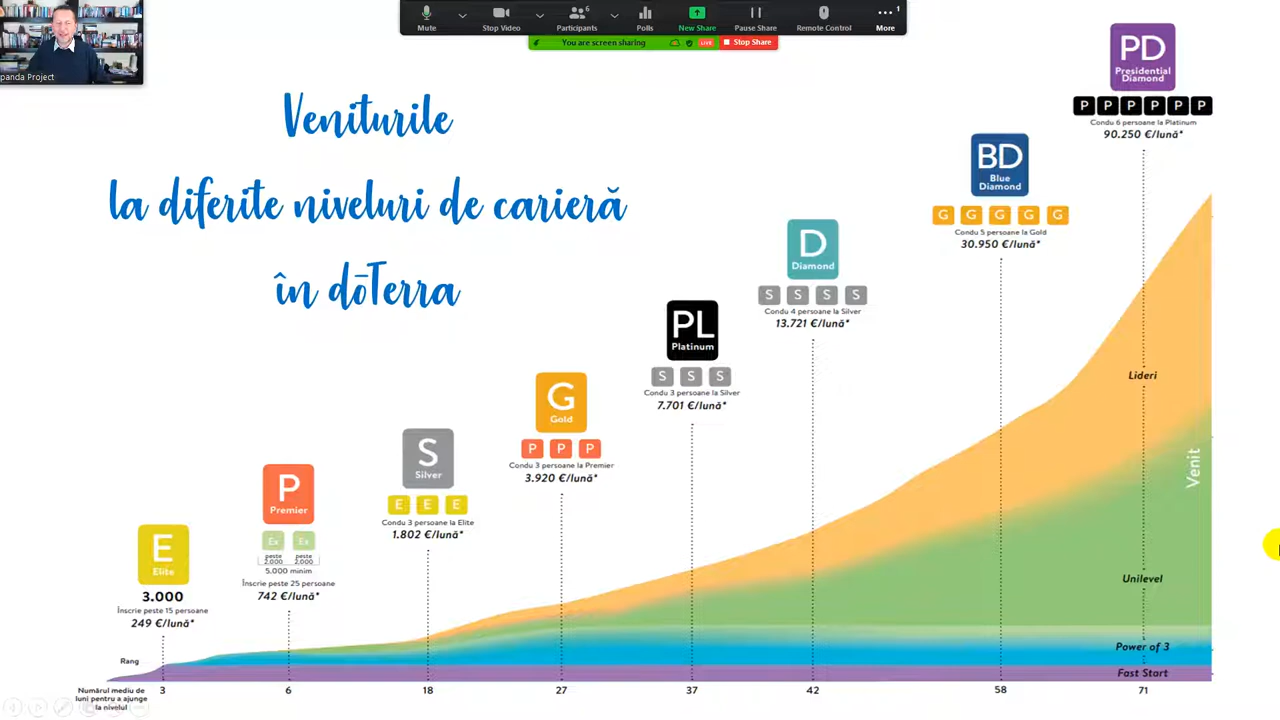 Mute
Stop Video
6
Participants
Polls
New Share
Pause Share
Remote Control
1
More
You are screen sharing
LIVE
Stop Share
panda Project
Veniturile
la diferite niveluri de carieră
în dōTerra
PD
Presidential
Diamond
P P P P P P
Condu 6 persoane la Platinum
90.250 €/lună*
BD
Blue
Diamond
G G G G G
Condu 5 persoane la Gold
30.950 €/lună*
D
Diamond
S S S S
Condu 4 persoane la Silver
13.721 €/lună*
PL
Platinum
S S S
Condu 3 persoane la Silver
7.701 €/lună*
G
Gold
P P P
Condu 3 persoane la Premier
3.920 €/lună*
S
Silver
E E E
Condu 3 persoane la Elite
1.802 €/lună*
P
Premier
Ex Ex
peste peste
2.000 2.000
5.000 minim
Înscrie peste 25 persoane
742 €/lună*
E
Elite
3.000
Înscrie peste 15 persoane
249 €/lună*
Lideri
Venit
Unilevel
Power of 3
Fast Start
Rang
Numărul mediu de
luni pentru a ajunge
la nivelul
3 6 18 27 37 42 58 71